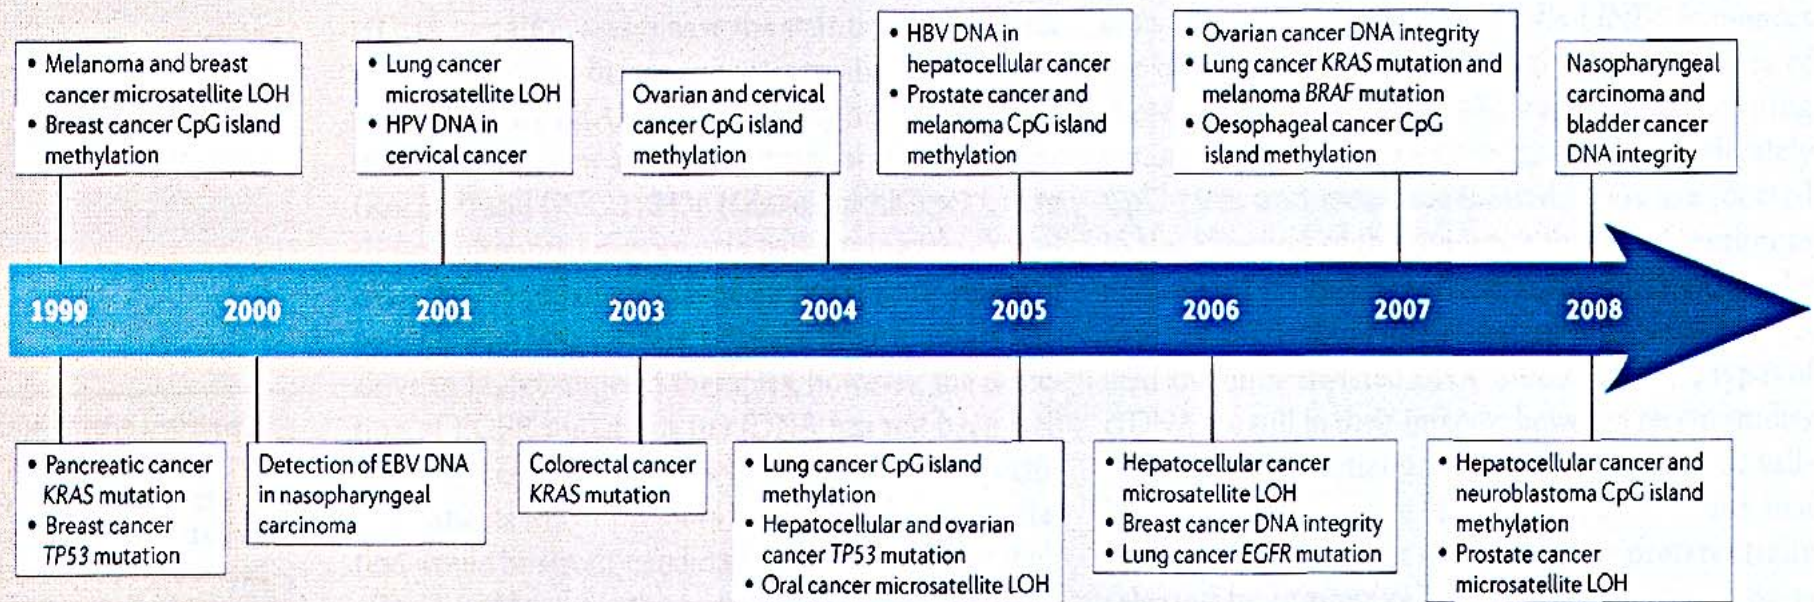 • Melanoma and breast
cancer microsatellite LOH
• Breast cancer CpG island
methylation
• Lung cancer
microsatellite LOH
• HPV DNA in
cervical cancer
Ovarian and cervical
cancer CpG island
methylation
• HBV DNA in
hepatocellular cancer
• Prostate cancer and
melanoma CpG island
methylation
• Ovarian cancer DNA integrity
• Lung cancer KRAS mutation and
melanoma BRAF mutation
• Oesophageal cancer CpG
island methylation
Nasopharyngeal
carcinoma and
bladder cancer
DNA integrity
1999 2000 2001 2003 2004 2005 2006 2007 2008
• Pancreatic cancer
KRAS mutation
• Breast cancer
TP53 mutation
Detection of EBV DNA
in nasopharyngeal
carcinoma
Colorectal cancer
KRAS mutation
• Lung cancer CpG island
methylation
• Hepatocellular and ovarian
cancer TP53 mutation
• Oral cancer microsatellite LOH
• Hepatocellular cancer
microsatellite LOH
• Breast cancer DNA integrity
• Lung cancer EGFR mutation
• Hepatocellular cancer and
neuroblastoma CpG island
methylation
• Prostate cancer
microsatellite LOH